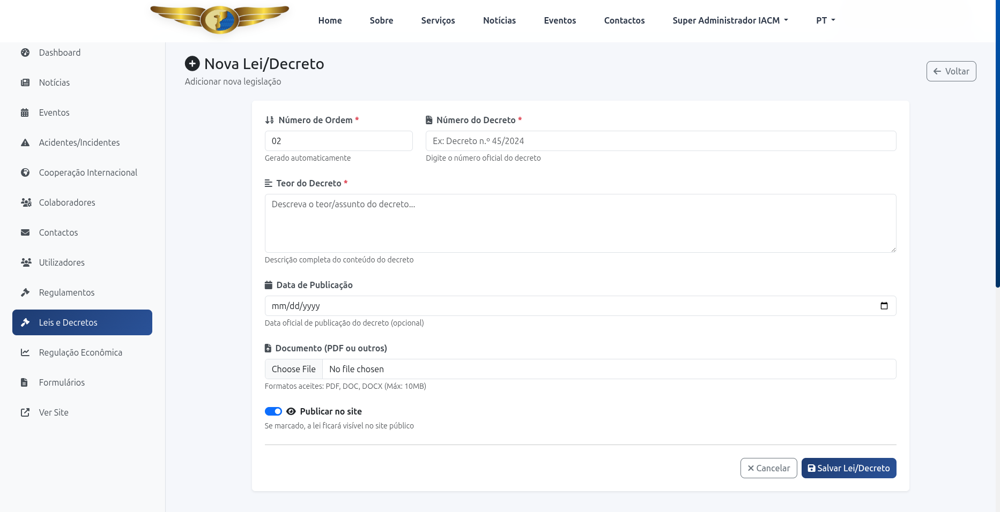 Home
Sobre
Serviços
Notícias
Eventos
Contactos
Super Administrador IACM
PT
Dashboard
Notícias
Eventos
Acidentes/Incidentes
Cooperação Internacional
Colaboradores
Contactos
Utilizadores
Regulamentos
Leis e Decretos
Regulação Econômica
Formulários
Ver Site
Nova Lei/Decreto
Adicionar nova legislação
Voltar
Número de Ordem *
02
Gerado automaticamente
Número do Decreto *
Ex: Decreto n.º 45/2024
Digite o número oficial do decreto
Teor do Decreto *
Descreva o teor/assunto do decreto...
Descrição completa do conteúdo do decreto
Data de Publicação
mm/dd/yyyy
Data oficial de publicação do decreto (opcional)
Documento (PDF ou outros)
Choose File No file chosen
Formatos aceites: PDF, DOC, DOCX (Máx: 10MB)
Publicar no site
Se marcado, a lei ficará visível no site público
Cancelar
Salvar Lei/Decreto